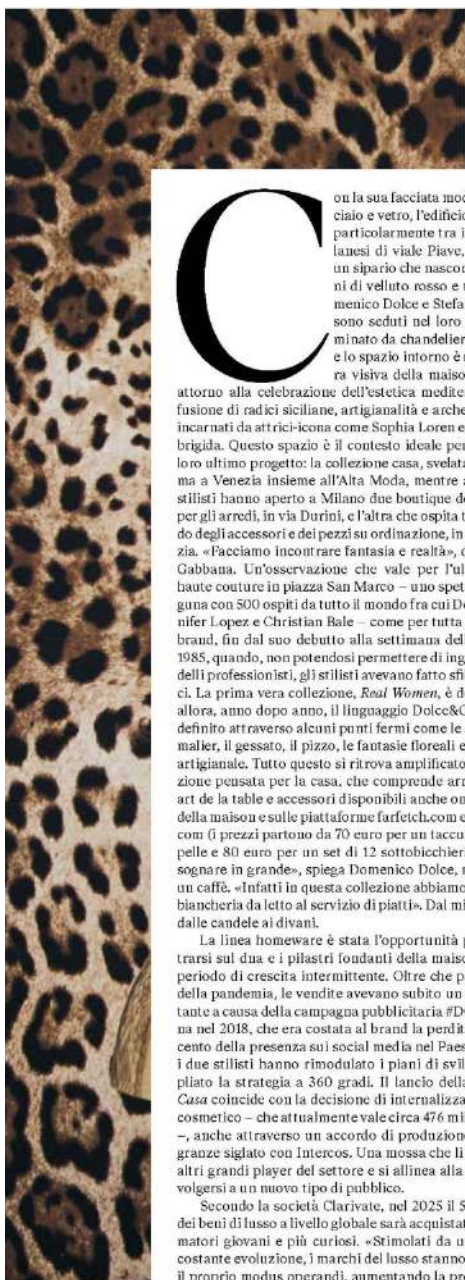 C
on la sua facciata mod
ciaio e vetro, l'edificio
particolarmente tra i
lanesi di viale Piave,
un sipario che nascon
ni di velluto rosso e
menico Dolce e Stefa
sono seduti nel loro
minato da chandelier
e lo spazio intorno è
ra visiva della maiso
attorno alla celebrazione dell'estetica medite
fusione di radici siciliane, artigianalità e arche
incarnati da attrici-icona come Sophia Loren e
brigida. Questo spazio è il contesto ideale per
loro ultimo progetto: la collezione casa, svelata
ma a Venezia insieme all'Alta Moda, mentre a
stilisti hanno aperto a Milano due boutique de
per gli arredi, in via Durini, e l'altra che ospita t
do degli accessori e dei pezzi su ordinazione, in
zia. «Facciamo incontrare fantasia e realtà», d
Gabbana. Un'osservazione che vale per l'ul
haute couture in piazza San Marco – uno spet
guna con 500 ospiti da tutto il mondo fra cui De
nifer Lopez e Christian Bale – come per tutta
brand, fin dal suo debutto alla settimana del
1985, quando, non potendosi permettere di ing
delli professionisti, gli stilisti avevano fatto sfi
ci. La prima vera collezione, Real Women, è d
allora, anno dopo anno, il linguaggio Dolce&G
definito attraverso alcuni punti fermi come le
malier, il gessato, il pizzo, le fantasie floreali e
artigianale. Tutto questo si ritrova amplificato
zione pensata per la casa, che comprende arr
art de la table e accessori disponibili anche on
della maison e sulle piattaforme farfetch.com e
com (i prezzi partono da 70 euro per un taccu
pelle e 80 euro per un set di 12 sottobicchieri
sognare in grande», spiega Domenico Dolce, m
un caffè. «Infatti in questa collezione abbiamo
biancheria da letto al servizio di piatti». Dal mi
dalle candele ai divani.
La linea homeware è stata l'opportunità p
trarsi sul dna e i pilastri fondanti della maiso
periodo di crescita intermittente. Oltre che p
della pandemia, le vendite avevano subito un
tante a causa della campagna pubblicitaria #D
na nel 2018, che era costata al brand la perdit
cento della presenza sui social media nel Paes
i due stilisti hanno rimodulato i piani di svil
pliato la strategia a 360 gradi. Il lancio della
Casa coincide con la decisione di internalizza
cosmetico – che attualmente vale circa 476 mi
–, anche attraverso un accordo di produzione
granze siglato con Intercos. Una mossa che li
altri grandi player del settore e si allinea alla
volgersi a un nuovo tipo di pubblico.
Secondo la società Clarivate, nel 2025 il 5
dei beni di lusso a livello globale sarà acquistat
matori giovani e più curiosi. «Stimolati da u
costante evoluzione, i marchi del lusso stanno
il proprio modus operandi, aumentando la